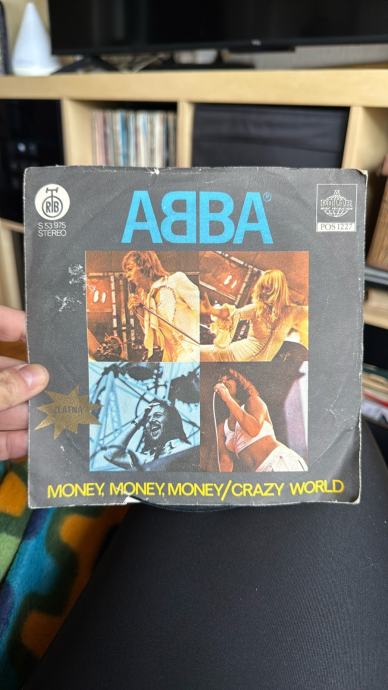 RTB
S 53.975
STEREO
ABBA
®
POLAR
POS 1227
ZLATNA
MONEY, MONEY, MONEY/CRAZY WORLD